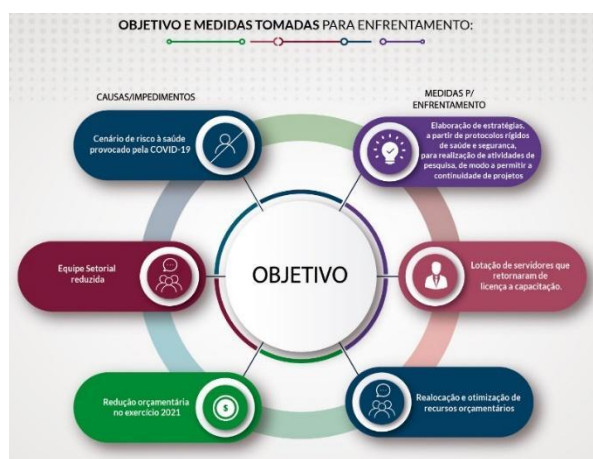 OBJETIVO E MEDIDAS TOMADAS PARA ENFRENTAMENTO:
CAUSAS/IMPEDIMENTOS
Cenário de risco à saúde
provocado pela COVID-19
Equipe Setorial
reduzida
Redução orçamentária
no exercício 2021
$
OBJETIVO
MEDIDAS P/
ENFRENTAMENTO
Elaboração de estratégias,
a partir de protocolos rígidos
de saúde e segurança,
para realização de atividades de
pesquisa, de modo a permitir a
continuidade de projetos
Lotação de servidores que
retornaram de
licença a capacitação.
Realocação e otimização de
recursos orçamentários